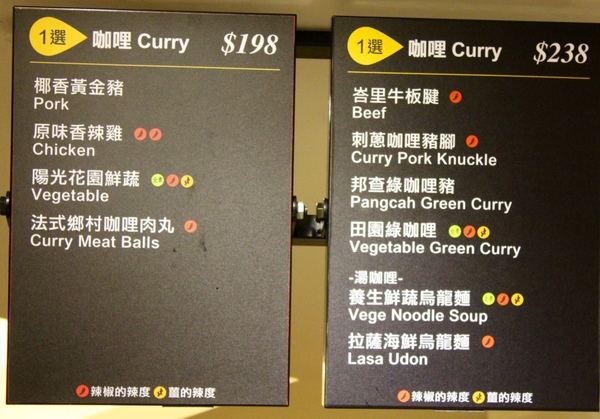 1選 咖哩 Curry $198
椰香黃金豬
Pork
原味香辣雞
Chicken
陽光花園鮮蔬
Vegetable
法式鄉村咖哩肉丸
Curry Meat Balls
辣椒的辣度 薑的辣度
1選 咖哩 Curry $238
峇里牛板腱
Beef
刺蔥咖哩豬腳
Curry Pork Knuckle
邦查綠咖哩豬
Pangcah Green Curry
田園綠咖哩
Vegetable Green Curry
-湯咖哩-
養生鮮蔬烏龍麵
Vege Noodle Soup
拉薩海鮮烏龍麵
Lasa Udon
辣椒的辣度 薑的辣度